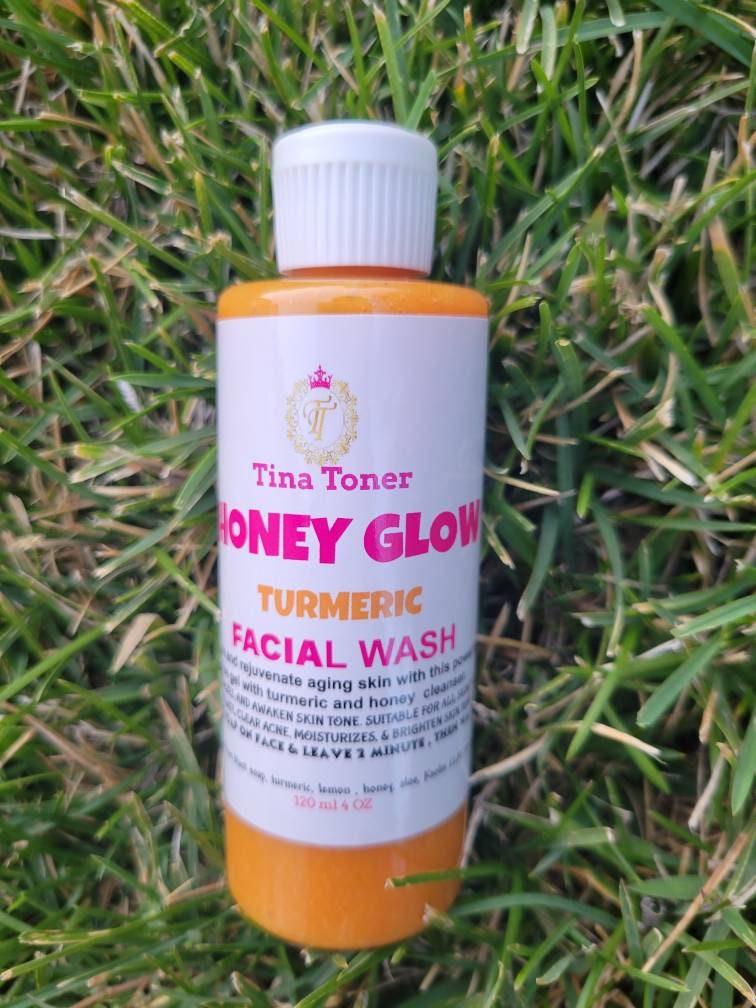 TT
Tina Toner
HONEY GLOW
TURMERIC
FACIAL WASH
and rejuvenate aging skin with this
gel with turmeric and honey cleanser
AND AWAKEN SKIN TONE. SUITABLE FOR ALL
CLEAR ACNE, MOISTURIZES, & BRIGHTEN SKIN
ON FACE & LEAVE 2 MINUTE, THEN
soap, turmeric, lemon , honey, aloe,
120 ml 4 OZ